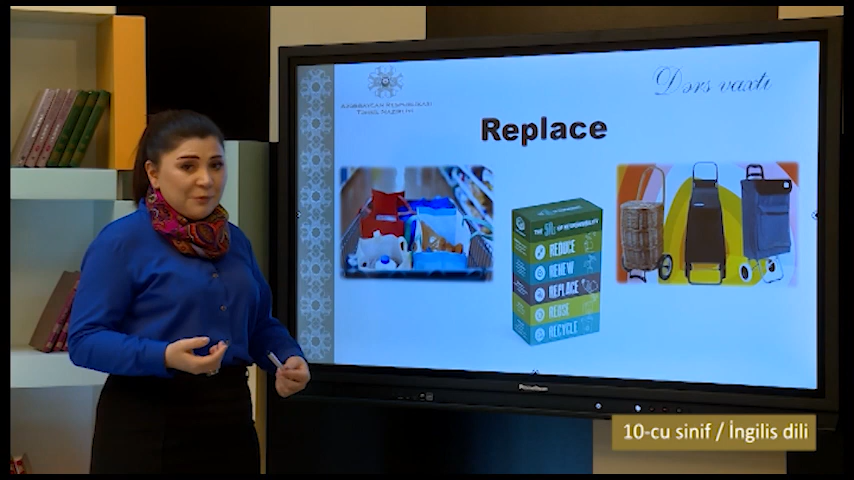 Dərs vaxtı
AZƏRBAYCAN RESPUBLİKASI
TƏHSİL NAZİRLİYİ
Replace
THE 5Rs OF RESPONSIBILITY
REDUCE
RENEW
REPLACE
REUSE
RECYCLE
10-cu sinif / İngilis dili